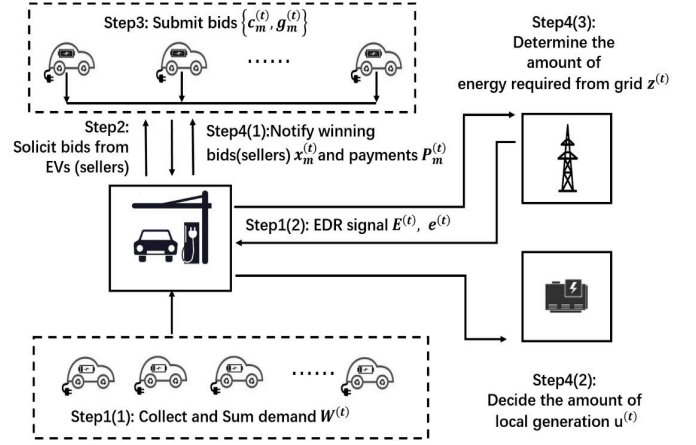 Step3: Submit bids {c_m^(t), g_m^(t)}
······
Step4(3):
Determine the
amount of
energy required from grid z^(t)
Step2:
Solicit bids from
EVs (sellers)
Step4(1):Notify winning
bids(sellers) x_m^(t) and payments P_m^(t)
Step1(2): EDR signal E^(t), e^(t)
······
Step1(1): Collect and Sum demand W^(t)
Step4(2):
Decide the amount of
local generation u^(t)